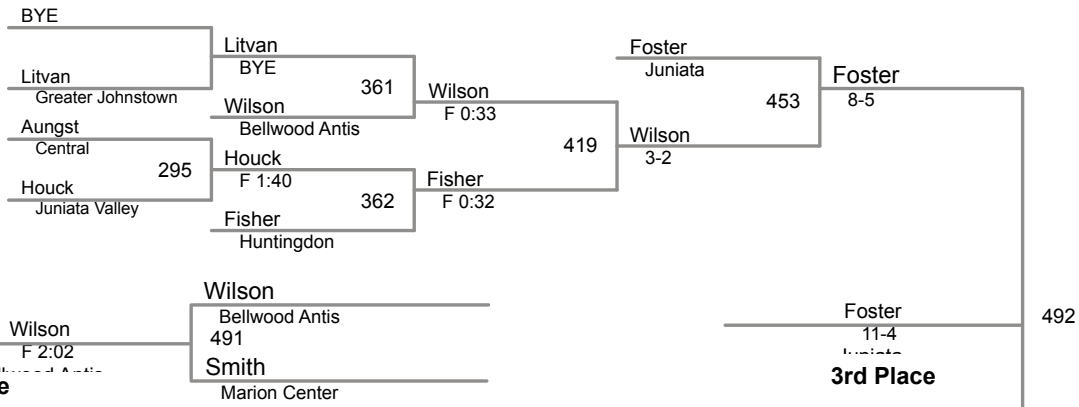 BYE
Litvan
Greater Johnstown
Aungst
Central
295
Houck
Juniata Valley
Litvan
BYE
361
Wilson
Bellwood Antis
Houck
F 1:40
362
Fisher
Huntingdon
Wilson
F 0:33
419
Fisher
F 0:32
Foster
Juniata
453
Wilson
3-2
Foster
8-5
Wilson
Bellwood Antis
Wilson
F 2:02
491
Smith
Marion Center
Foster
11-4
492
3rd Place